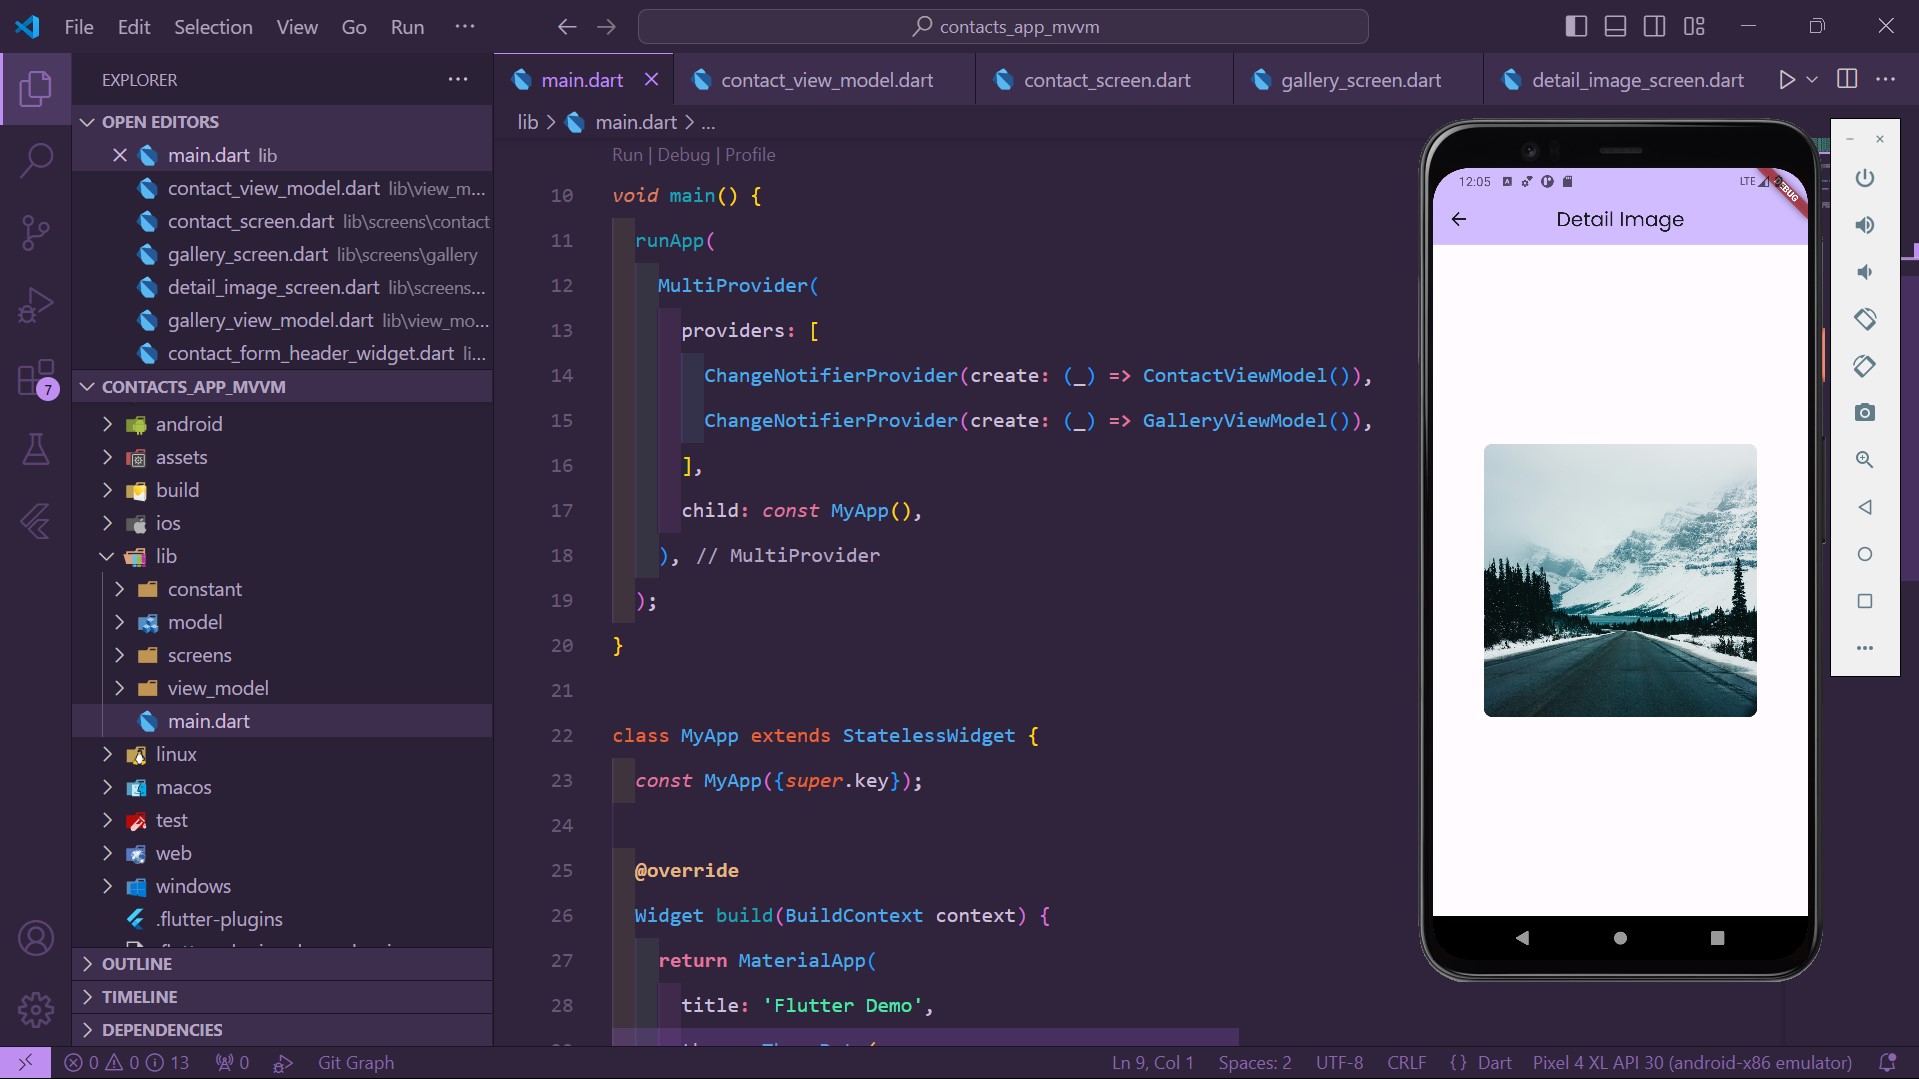 File Edit Selection View Go Run ···
contacts_app_mvvm
EXPLORER
OPEN EDITORS
main.dart lib
contact_view_model.dart lib\view_m...
contact_screen.dart lib\screens\contact
gallery_screen.dart lib\screens\gallery
detail_image_screen.dart lib\screens...
gallery_view_model.dart lib\view_mo...
contact_form_header_widget.dart li...
CONTACTS_APP_MVVM
android
assets
build
ios
lib
constant
model
screens
view_model
main.dart
linux
macos
test
web
windows
.flutter-plugins
OUTLINE
TIMELINE
DEPENDENCIES
7
main.dart contact_view_model.dart contact_screen.dart gallery_screen.dart detail_image_screen.dart
lib > main.dart > ...
Run | Debug | Profile
10 void main() {
11 runApp(
12 MultiProvider(
13 providers: [
14 ChangeNotifierProvider(create: (_) => ContactViewModel()),
15 ChangeNotifierProvider(create: (_) => GalleryViewModel()),
16 ],
17 child: const MyApp(),
18 ), // MultiProvider
19 );
20 }
21
22 class MyApp extends StatelessWidget {
23 const MyApp({super.key});
24
25 @override
26 Widget build(BuildContext context) {
27 return MaterialApp(
28 title: 'Flutter Demo',
12:05 LTE
Detail Image
0 0 13 0 Git Graph Ln 9, Col 1 Spaces: 2 UTF-8 CRLF {} Dart Pixel 4 XL API 30 (android-x86 emulator)